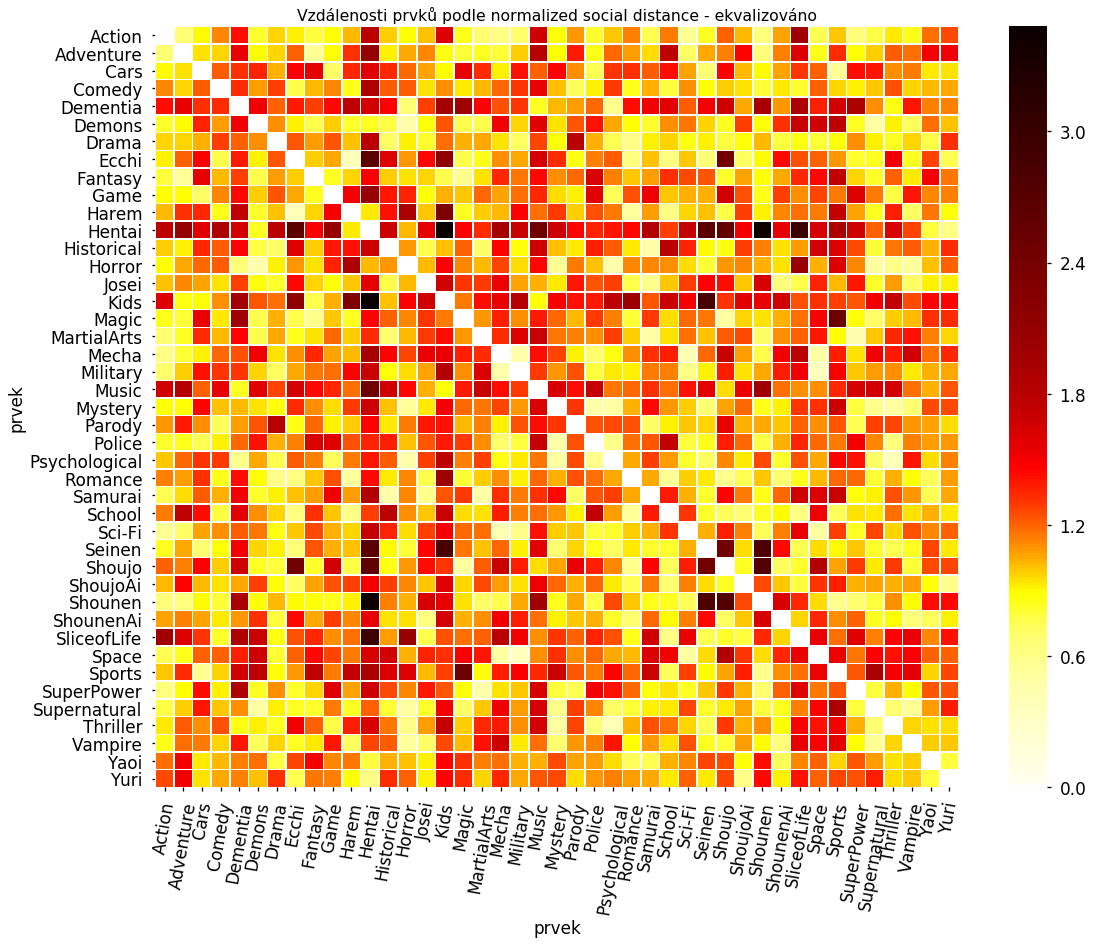 Vzdálenosti prvků podle normalized social distance - ekvalizováno
Action
Adventure
Cars
Comedy
Dementia
Demons
Drama
Ecchi
Fantasy
Game
Harem
Hentai
Historical
Horror
Josei
Kids
Magic
MartialArts
Mecha
Military
Music
Mystery
Parody
Police
Psychological
Romance
Samurai
School
Sci-Fi
Seinen
Shoujo
ShoujoAi
Shounen
ShounenAi
SliceofLife
Space
Sports
SuperPower
Supernatural
Thriller
Vampire
Yaoi
Yuri
prvek
Action
Adventure
Cars
Comedy
Dementia
Demons
Drama
Ecchi
Fantasy
Game
Harem
Hentai
Historical
Horror
Josei
Kids
Magic
MartialArts
Mecha
Military
Music
Mystery
Parody
Police
Psychological
Romance
Samurai
School
Sci-Fi
Seinen
Shoujo
ShoujoAi
Shounen
ShounenAi
SliceofLife
Space
Sports
SuperPower
Supernatural
Thriller
Vampire
Yaoi
Yuri
prvek
3.0
2.4
1.8
1.2
0.6
0.0